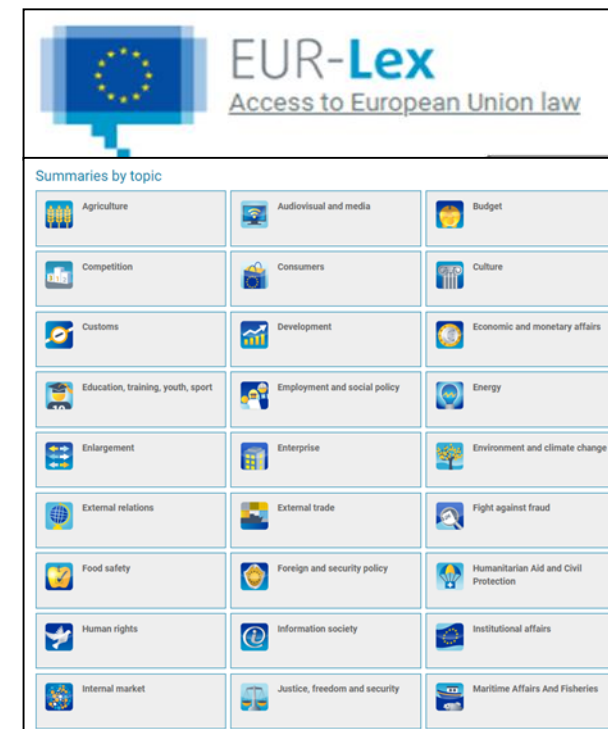 EUR-Lex
Access to European Union law
Summaries by topic
Agriculture
Audiovisual and media
Budget
Competition
Consumers
Culture
Customs
Development
Economic and monetary affairs
Education, training, youth, sport
Employment and social policy
Energy
Enlargement
Enterprise
Environment and climate change
External relations
External trade
Fight against fraud
Food safety
Foreign and security policy
Humanitarian Aid and Civil
Protection
Human rights
Information society
Institutional affairs
Internal market
Justice, freedom and security
Maritime Affairs And Fisheries